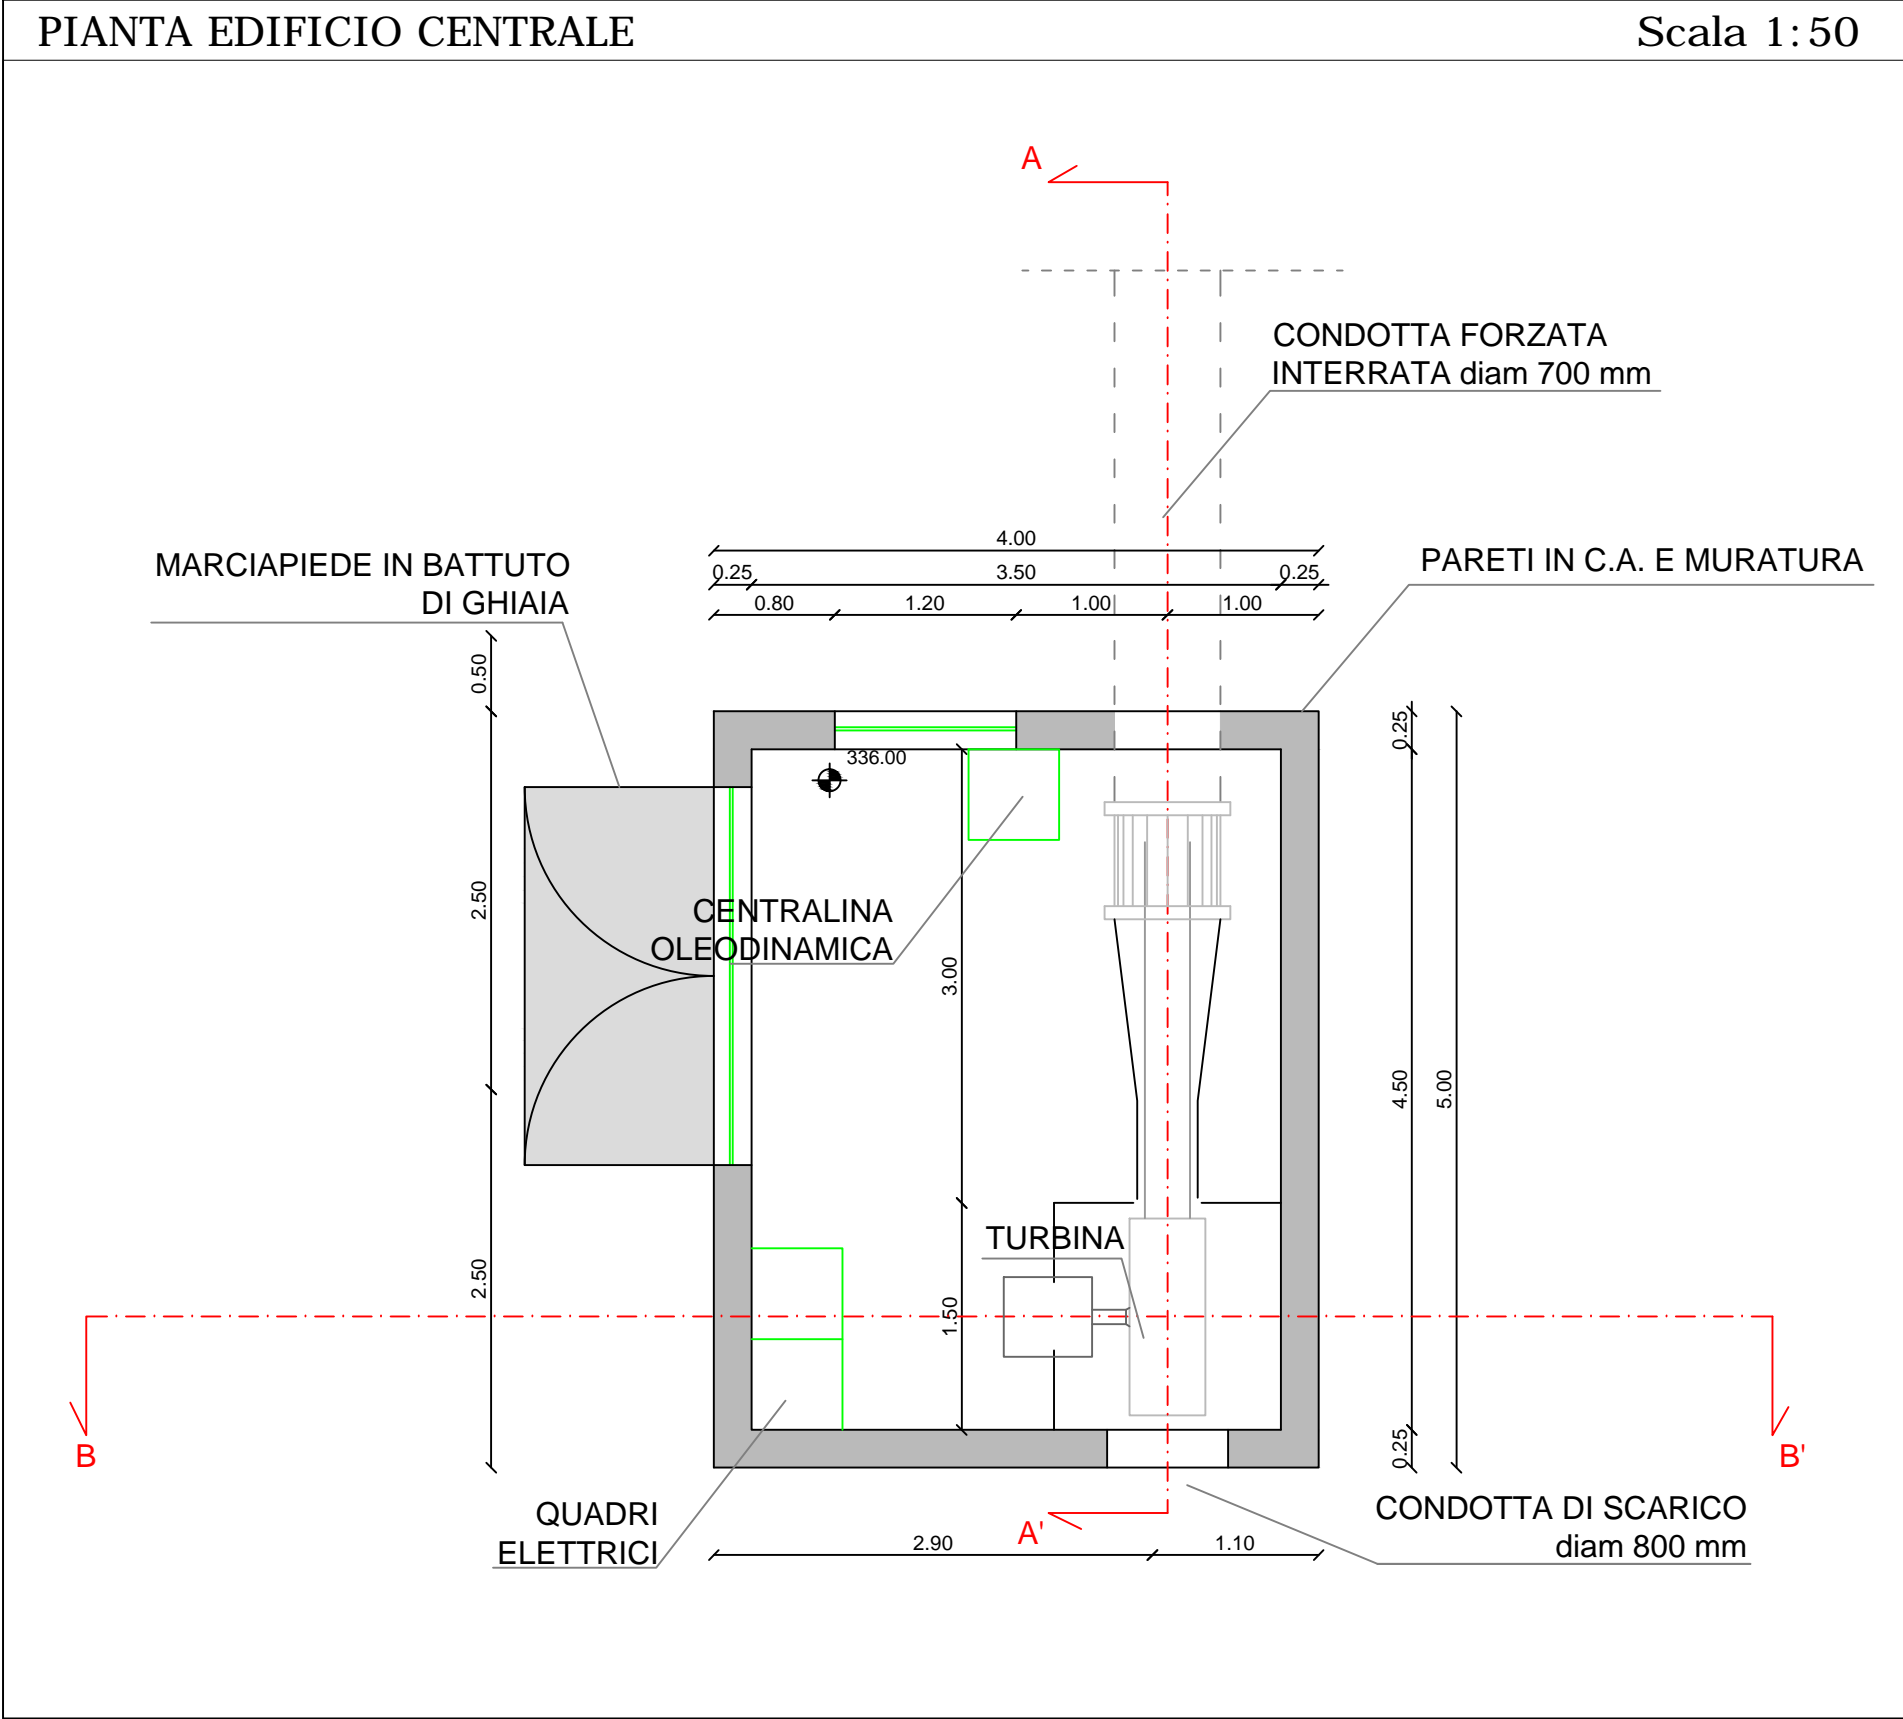 PIANTA EDIFICIO CENTRALE
Scala 1:50
A
CONDOTTA FORZATA
INTERRATA diam 700 mm
4.00
MARCIAPIEDE IN BATTUTO
DI GHIAIA
PARETI IN C.A. E MURATURA
0.25
3.50
0.25
0.80
1.20
1.00
1.00
0.50
0.25
336.00
2.50
CENTRALINA
OLEODINAMICA
3.00
4.50
5.00
TURBINA
2.50
1.50
B
B'
0.25
QUADRI
ELETTRICI
A'
CONDOTTA DI SCARICO
diam 800 mm
2.90
1.10